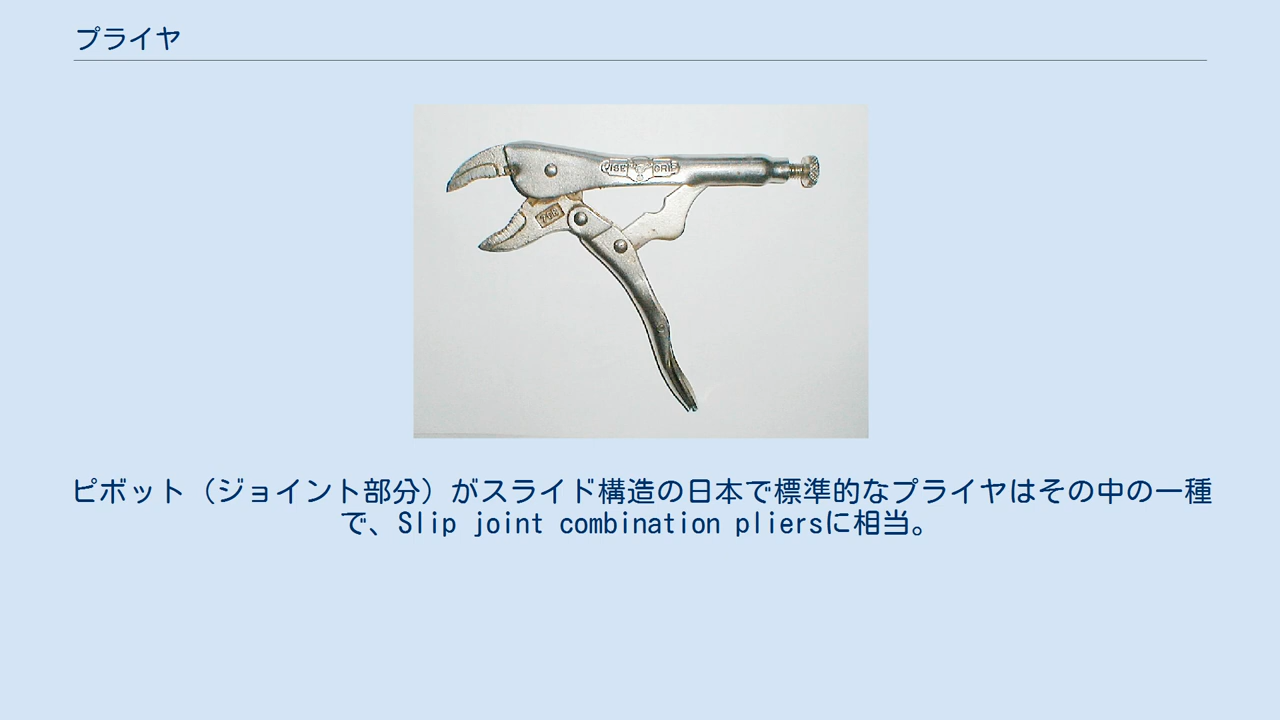 プライヤ
VISE GRIP
ピボット（ジョイント部分）がスライド構造の日本で標準的なプライヤはその中の一種
で、Slip joint combination pliersに相当。